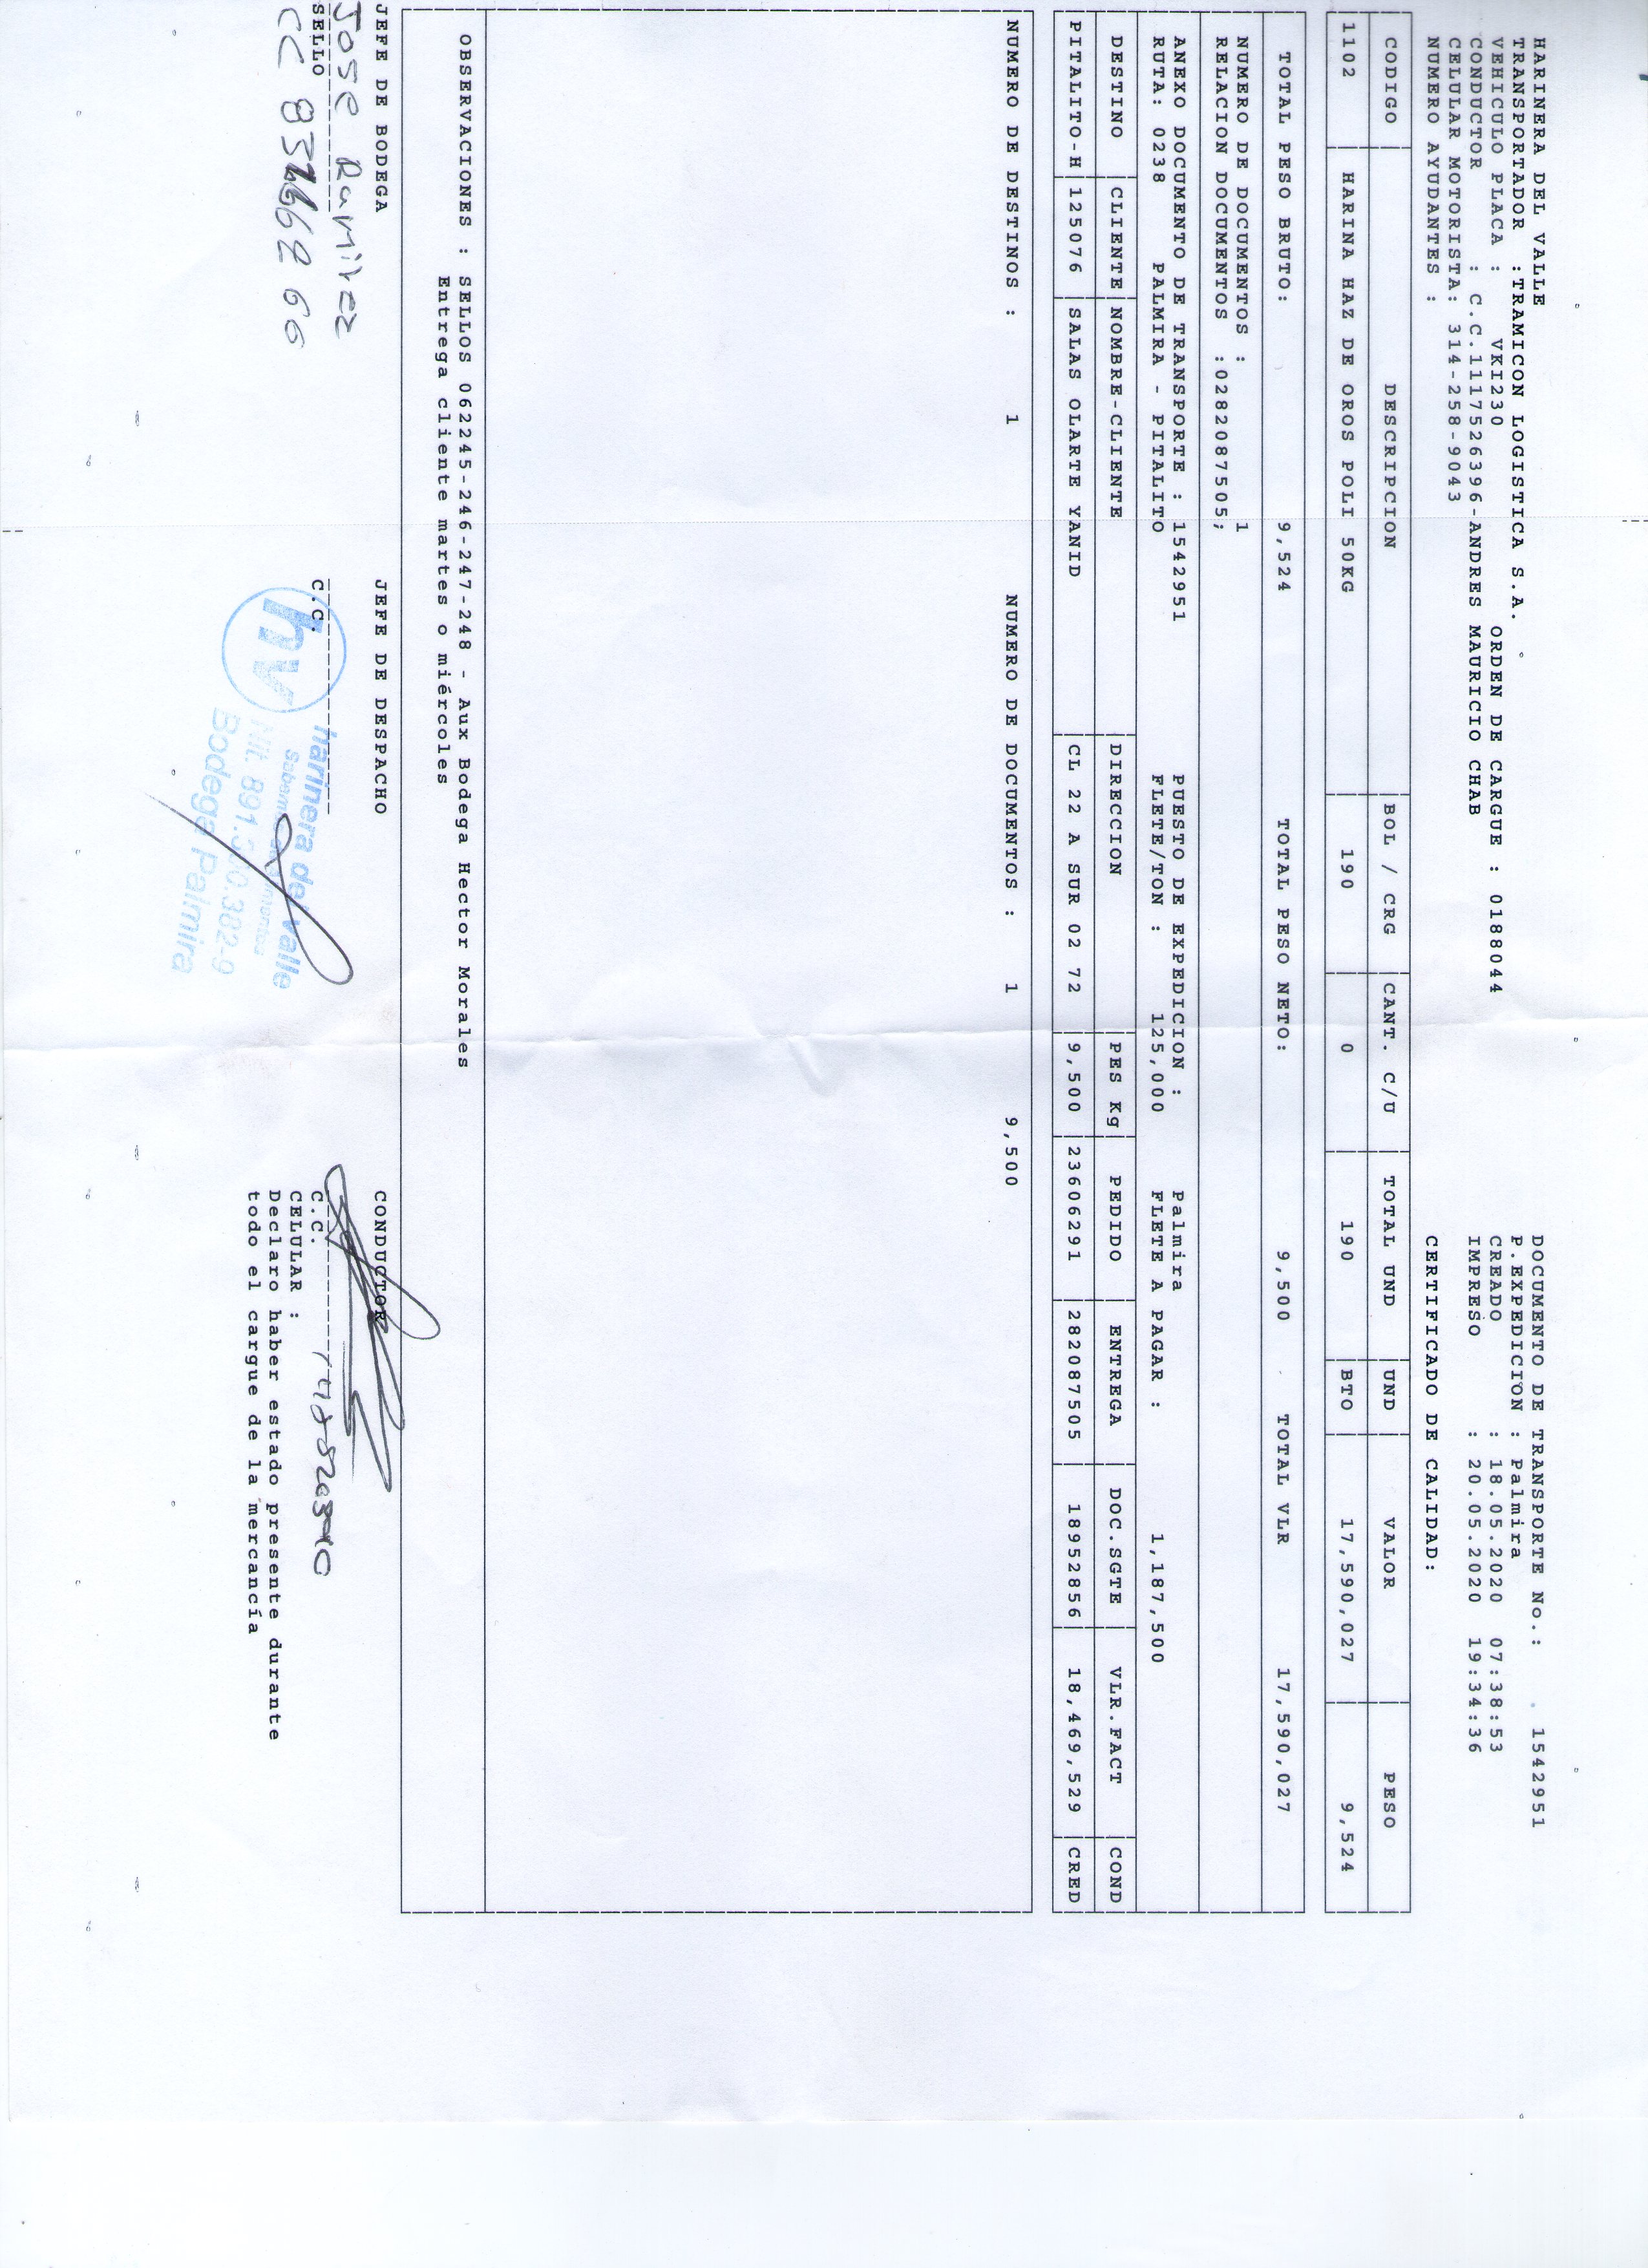 HARINERA DEL VALLE DOCUMENTO DE TRANSPORTE No.: 1542951
TRANSPORTADOR :TRAMICON LOGISTICA S.A. P.EXPEDICION : Palmira
VEHICULO PLACA : VKI230 ORDEN DE CARGUE : 0188044 CREADO : 18.05.2020 07:38:53
CONDUCTOR : C.C.1117526396-ANDRES MAURICIO CHAB IMPRESO : 20.05.2020 19:34:36
CELULAR MOTORISTA: 314-258-9043
NUMERO AYUDANTES : CERTIFICADO DE CALIDAD:
CODIGO DESCRIPCION BOL / CRG CANT. C/U TOTAL UND UND VALOR PESO
1102 HARINA HAZ DE OROS POLI 50KG 190 0 190 BTO 17,590,027 9,524
TOTAL PESO BRUTO: 9,524 TOTAL PESO NETO: 9,500 TOTAL VLR 17,590,027
NUMERO DE DOCUMENTOS : 1
RELACION DOCUMENTOS :0282087505;
ANEXO DOCUMENTO DE TRANSPORTE : 1542951 PUESTO DE EXPEDICION : Palmira
RUTA: 0238 PALMIRA - PITALITO FLETE/TON : 125,000 FLETE A PAGAR : 1,187,500
DESTINO CLIENTE NOMBRE-CLIENTE DIRECCION PES Kg PEDIDO ENTREGA DOC.SGTE VLR.FACT COND
PITALITO-H 125076 SALAS OLARTE YANID CL 22 A SUR 02 72 9,500 23606291 282087505 18952856 18,469,529 CRED
NUMERO DE DESTINOS : 1 NUMERO DE DOCUMENTOS : 1 9,500
OBSERVACIONES : SELLOS 062245-246-247-248 - Aux Bodega Hector Morales
Entrega cliente martes o miércoles
JEFE DE BODEGA JEFE DE DESPACHO CONDUCTOR
Jose Ramirez
SELLO C.C. C.C.
CC
CELULAR :
Declaro haber estado presente durante
todo el cargue de la mercancía
hv harinera del valle
Nit. 891.300.382-9
Bodega Palmira